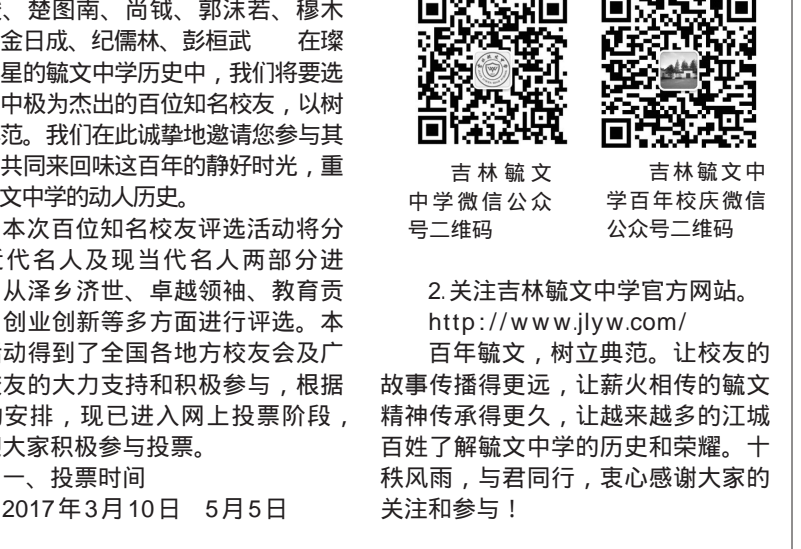 、楚图南、尚钺、郭沫若、穆木
金日成、纪儒林、彭桓武　　在璨
星的毓文中学历史中，我们将要选
中极为杰出的百位知名校友，以树
范。我们在此诚挚地邀请您参与其
共同来回味这百年的静好时光，重
文中学的动人历史。
本次百位知名校友评选活动将分
近代名人及现当代名人两部分进
从泽乡济世、卓越领袖、教育贡
创业创新等多方面进行评选。本
活动得到了全国各地方校友会及广
校友的大力支持和积极参与，根据
安排，现已进入网上投票阶段，
大家积极参与投票。
一、投票时间
2017年3月10日　5月5日
吉林毓文
中学微信公众
号二维码
吉林毓文中
学百年校庆微信
公众号二维码
2.关注吉林毓文中学官方网站。
http://www.jlyw.com/
百年毓文，树立典范。让校友的
故事传播得更远，让薪火相传的毓文
精神传承得更久，让越来越多的江城
百姓了解毓文中学的历史和荣耀。十
秩风雨，与君同行，衷心感谢大家的
关注和参与！